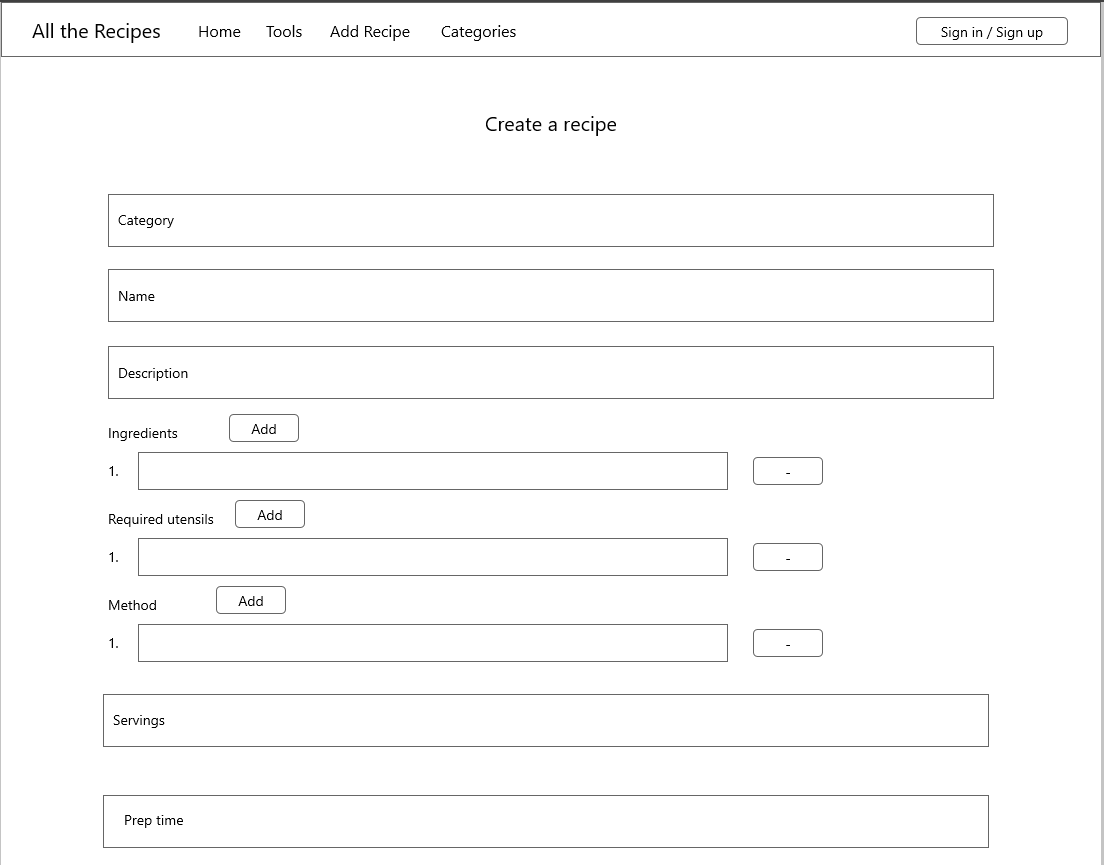 All the Recipes Home Tools Add Recipe Categories Sign in / Sign up
Create a recipe
Category
Name
Description
Ingredients Add
1. -
Required utensils Add
1. -
Method Add
1. -
Servings
Prep time